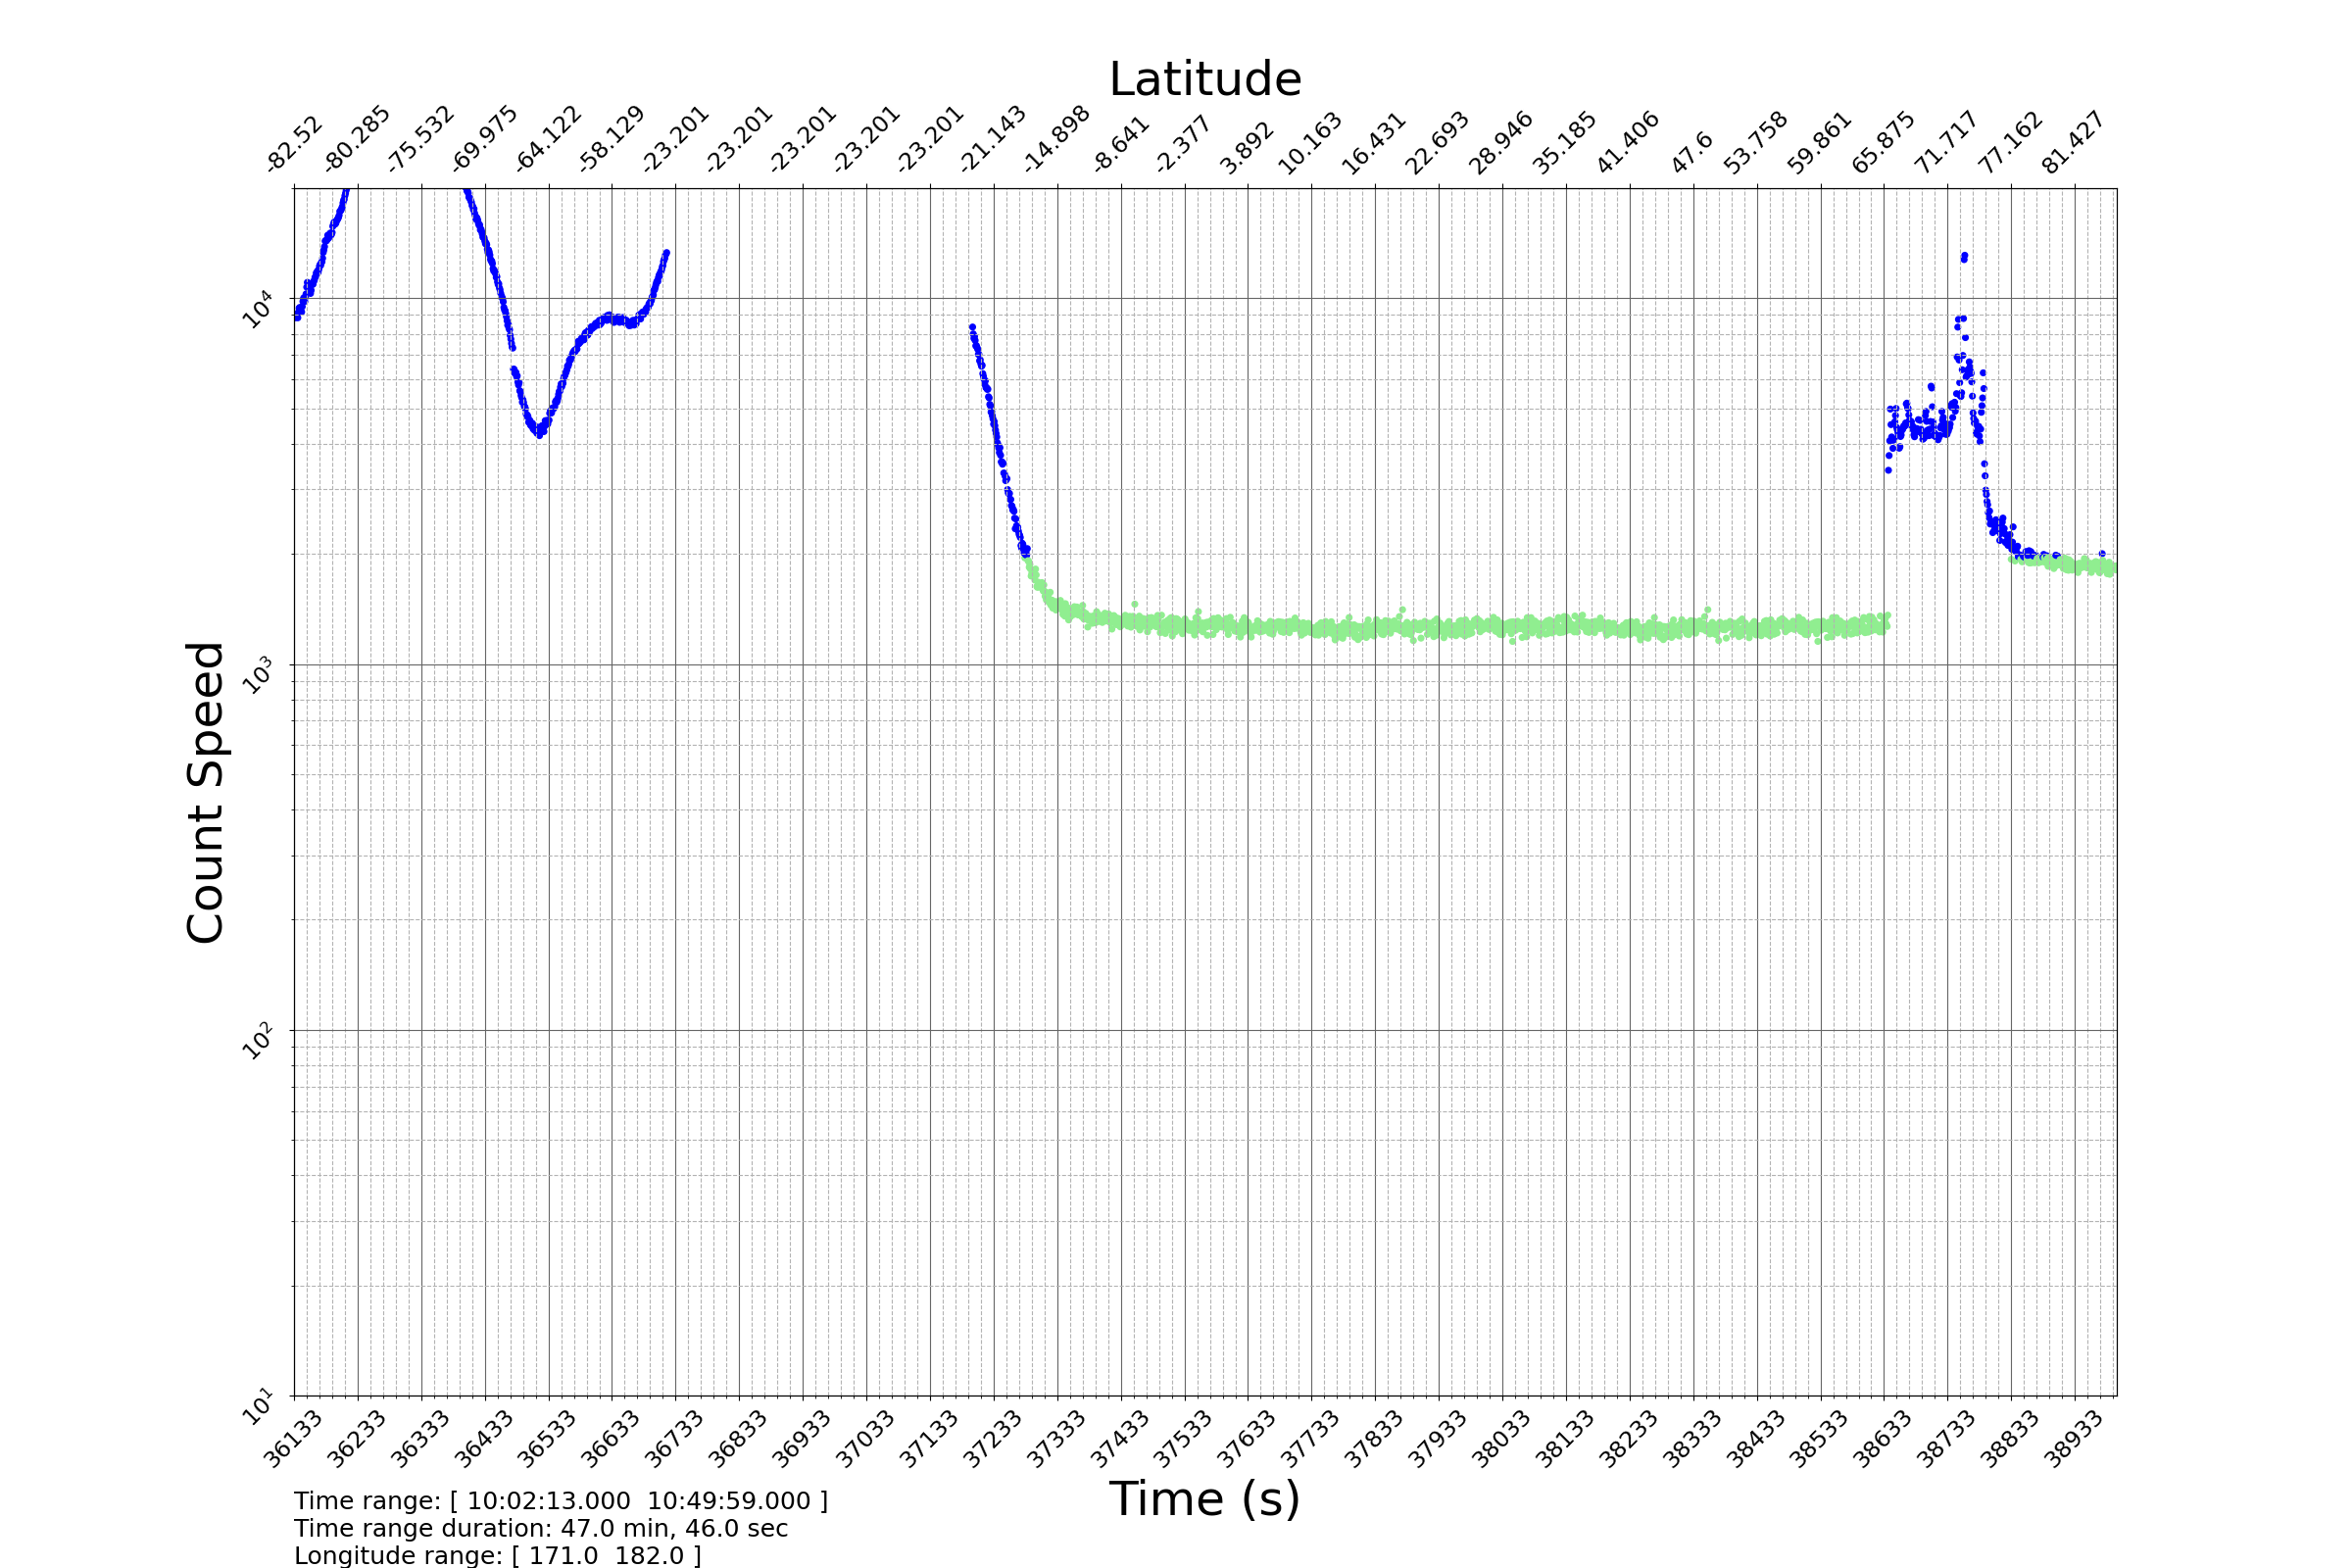 Latitude
-82.52 -80.285 -75.532 -69.975 -64.122 -58.129 -23.201 -23.201 -23.201 -23.201 -23.201 -21.143 -14.898 -8.641 -2.377 3.892 10.163 16.431 22.693 28.946 35.185 41.406 47.6 53.758 59.861 65.875 71.717 77.162 81.427
10⁴
10³
10²
10¹
Count Speed
36133 36233 36333 36433 36533 36633 36733 36833 36933 37033 37133 37233 37333 37433 37533 37633 37733 37833 37933 38033 38133 38233 38333 38433 38533 38633 38733 38833 38933
Time (s)
Time range: [ 10:02:13.000  10:49:59.000 ]
Time range duration: 47.0 min, 46.0 sec
Longitude range: [ 171.0  182.0 ]